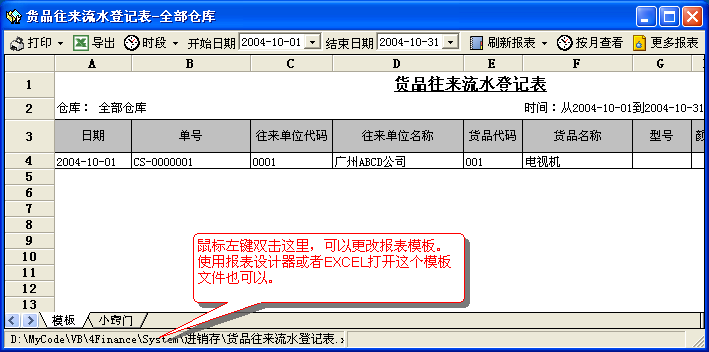 货品往来流水登记表-全部仓库
打印 导出 时段 开始日期 2004-10-01 结束日期 2004-10-31 刷新报表 按月查看 更多报表
A B C D E F G
1 货品往来流水登记表
2 仓库： 全部仓库 时间：从2004-10-01到2004-10-31
3 日期 单号 往来单位代码 往来单位名称 货品代码 货品名称 型号 颜
4 2004-10-01 CS-0000001 0001 广州ABCD公司 001 电视机
5
6
7
8
9
10
11
12
13
鼠标左键双击这里，可以更改报表模板。
使用报表设计器或者EXCEL打开这个模板
文件也可以。
模板 小窍门
D:\MyCode\VB\4Finance\System\进销存\货品往来流水登记表.